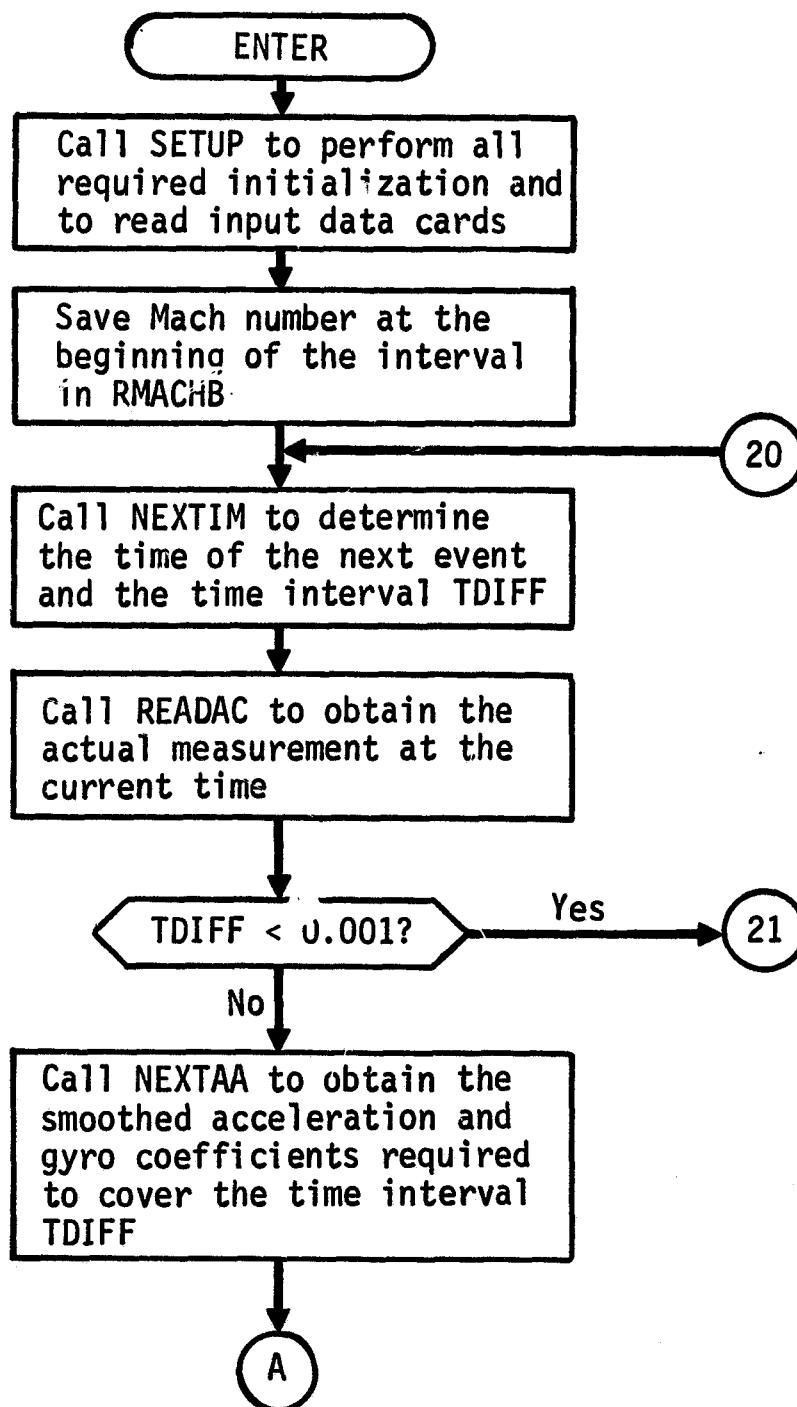 ENTER
Call SETUP to perform all
required initialization and
to read input data cards
Save Mach number at the
beginning of the interval
in RMACHB
20
Call NEXTIM to determine
the time of the next event
and the time interval TDIFF
Call READAC to obtain the
actual measurement at the
current time
TDIFF < 0.001?
Yes
21
No
Call NEXTAA to obtain the
smoothed acceleration and
gyro coefficients required
to cover the time interval
TDIFF
A